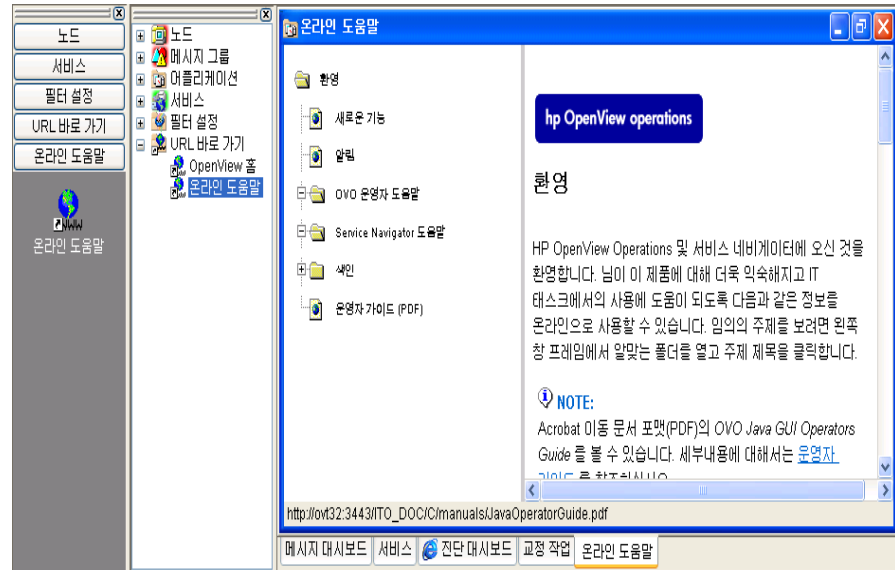 노드
서비스
필터 설정
URL 바로 가기
온라인 도움말
온라인 도움말
노드
메시지 그룹
어플리케이션
서비스
필터 설정
URL 바로 가기
OpenView 홈
온라인 도움말
온라인 도움말
환영
새로운 기능
알림
OVO 운영자 도움말
Service Navigator 도움말
색인
운영자 가이드 (PDF)
hp OpenView operations
환영
HP OpenView Operations 및 서비스 네비게이터에 오신 것을
환영합니다. 님이 이 제품에 대해 더욱 익숙해지고 IT
태스크에서의 사용에 도움이 되도록 다음과 같은 정보를
온라인으로 사용할 수 있습니다. 임의의 주제를 보려면 왼쪽
창 프레임에서 알맞는 폴더를 열고 주제 제목을 클릭합니다.
NOTE:
Acrobat 이동 문서 포맷(PDF)의 OVO Java GUI Operators
Guide 를 볼 수 있습니다. 세부내용에 대해서는 운영자
http://ovt32:3443/ITO_DOC/C/manuals/JavaOperatorGuide.pdf
메시지 대시보드 서비스 진단 대시보드 교정 작업 온라인 도움말